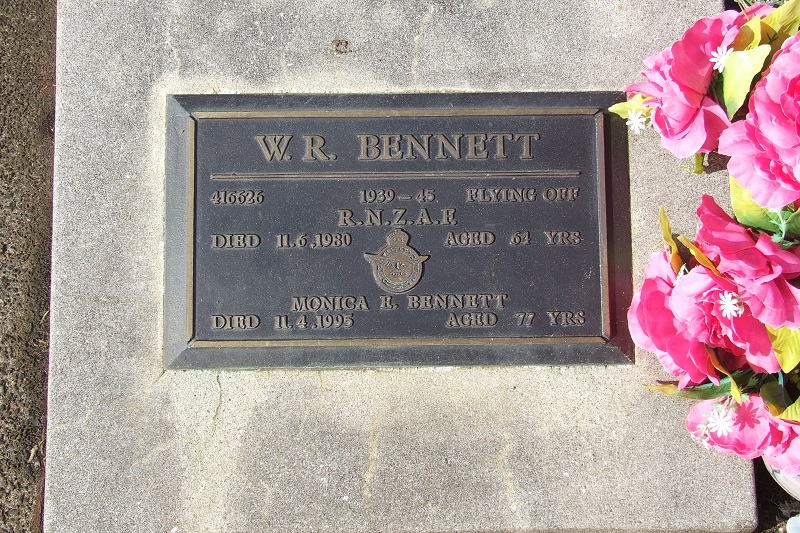 W. R. BENNETT
416626 1939 – 45 FLYING OFF
R.N.Z.A.F.
DIED 11.6.1980 AGED 64 YRS
MONICA E. BENNETT
DIED 11.4.1995 AGED 77 YRS